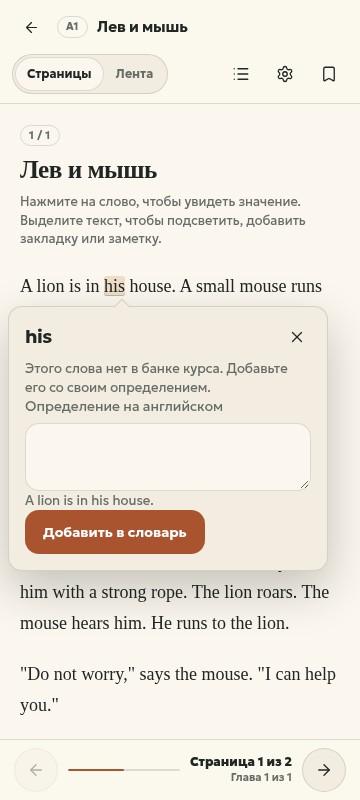 A1 Лев и мышь
Страницы Лента
1 / 1
Лев и мышь
Нажмите на слово, чтобы увидеть значение.
Выделите текст, чтобы подсветить, добавить
закладку или заметку.
A lion is in his house. A small mouse runs
his
Этого слова нет в банке курса. Добавьте
его со своим определением.
Определение на английском
A lion is in his house.
Добавить в словарь
him with a strong rope. The lion roars. The
mouse hears him. He runs to the lion.
"Do not worry," says the mouse. "I can help
you."
Страница 1 из 2
Глава 1 из 1